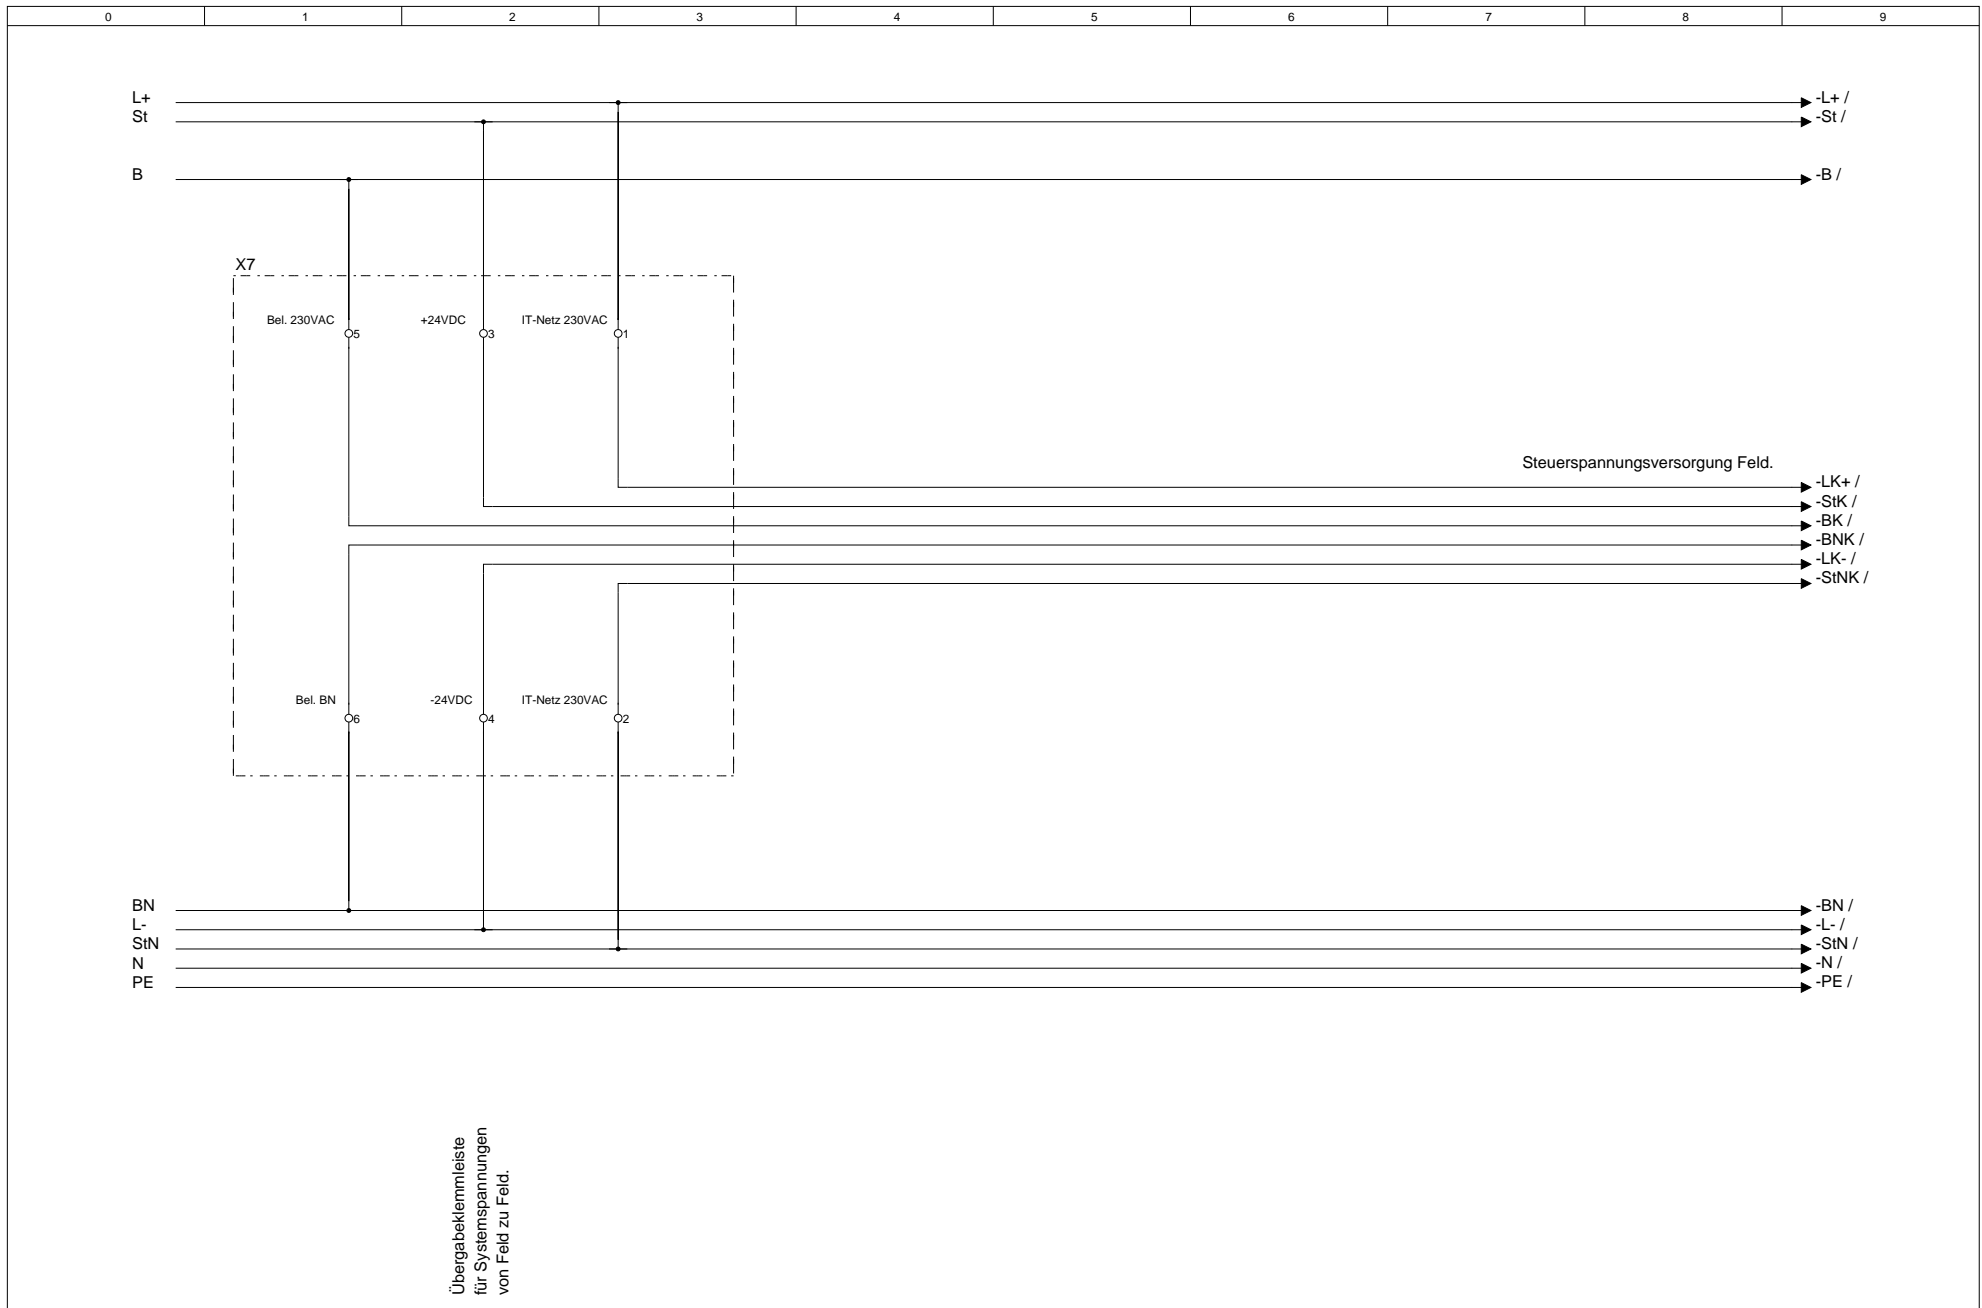 0 1 2 3 4 5 6 7 8 9
L+ -L+ /
St -St /
B -B /
X7
Bel. 230VAC +24VDC IT-Netz 230VAC
5 3 1
Steuerspannungsversorgung Feld.
-LK+ /
-StK /
-BK /
-BNK /
-LK- /
-StNK /
Bel. BN -24VDC IT-Netz 230VAC
6 4 2
BN -BN /
L- -L- /
StN -StN /
N -N /
PE -PE /
Übergabeklemmleiste
für Systemspannungen
von Feld zu Feld.